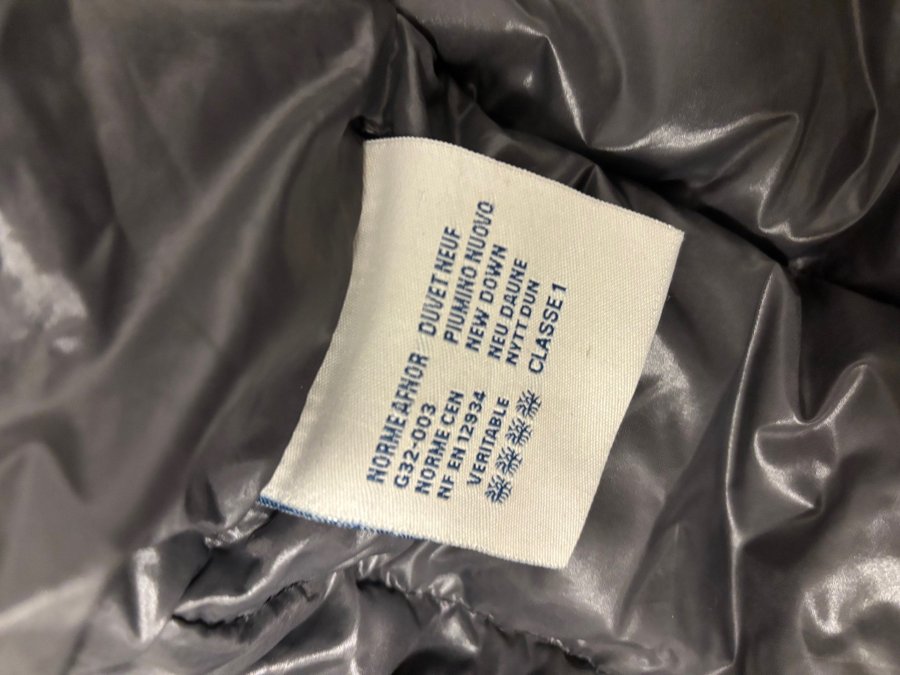 NORME AFNOR DUVET NEUF
G32-003 PIUMINO NUOVO
NORME CEN NEW DOWN
NF EN 12934 NEU DAUNE
VERITABLE NYTT DUN
CLASSE 1